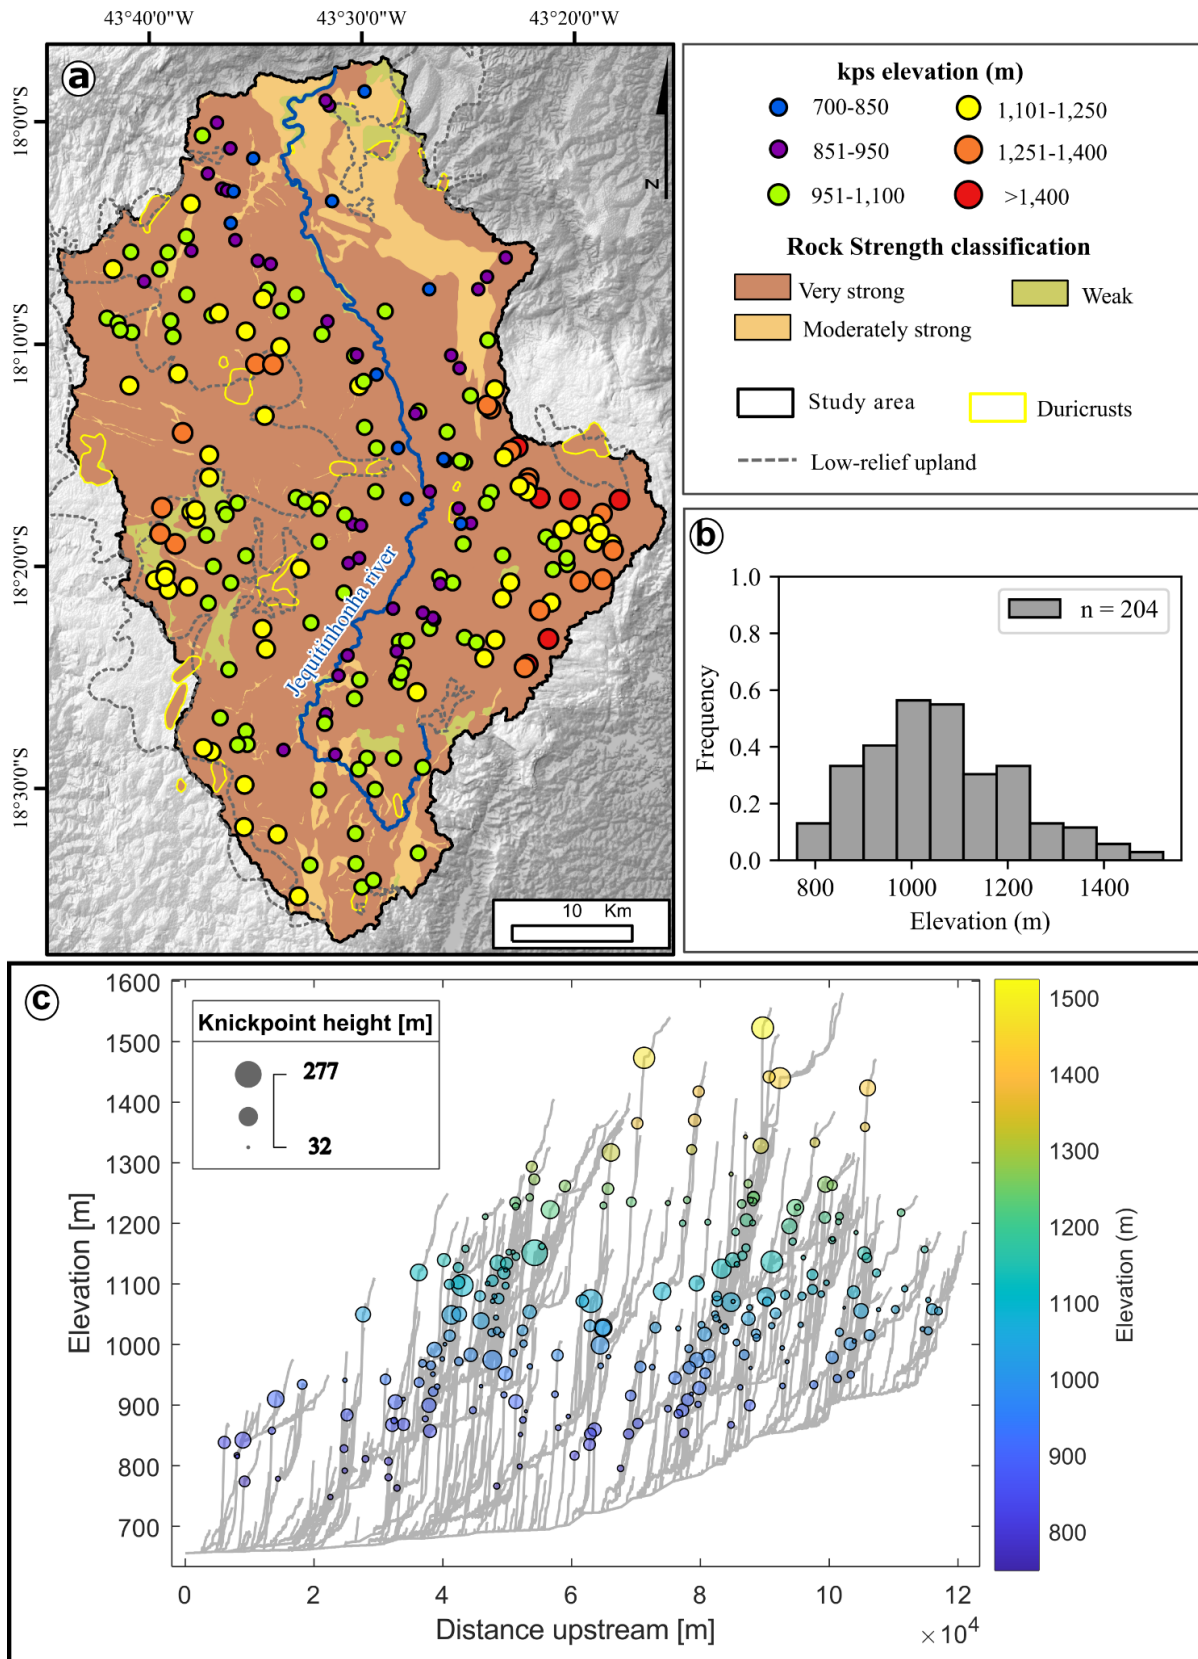 43°40'0"W 43°30'0"W 43°20'0"W
a
18°0'0"S
18°10'0"S
18°20'0"S
18°30'0"S
N
Jequitinhonha river
10 Km
kps elevation (m)
700-850 1,101-1,250
851-950 1,251-1,400
951-1,100 >1,400
Rock Strength classification
Very strong Weak
Moderately strong
Study area Duricrusts
Low-relief upland
b
n = 204
Frequency
1.0
0.8
0.6
0.4
0.2
0.0
800 1000 1200 1400
Elevation (m)
c
Knickpoint height [m]
277
32
Elevation [m]
1600
1500
1400
1300
1200
1100
1000
900
800
700
0 2 4 6 8 10 12
Distance upstream [m]
× 10⁴
1500
1400
1300
1200
1100
1000
900
800
Elevation (m)